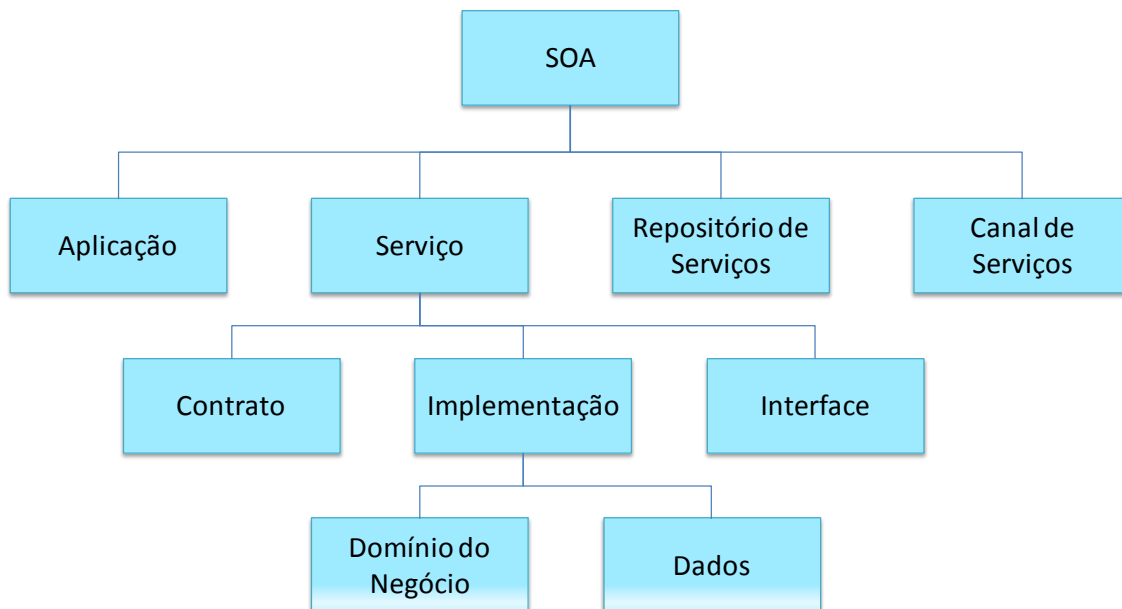 SOA
Aplicação
Serviço
Repositório de
Serviços
Canal de
Serviços
Contrato
Implementação
Interface
Domínio do
Negócio
Dados